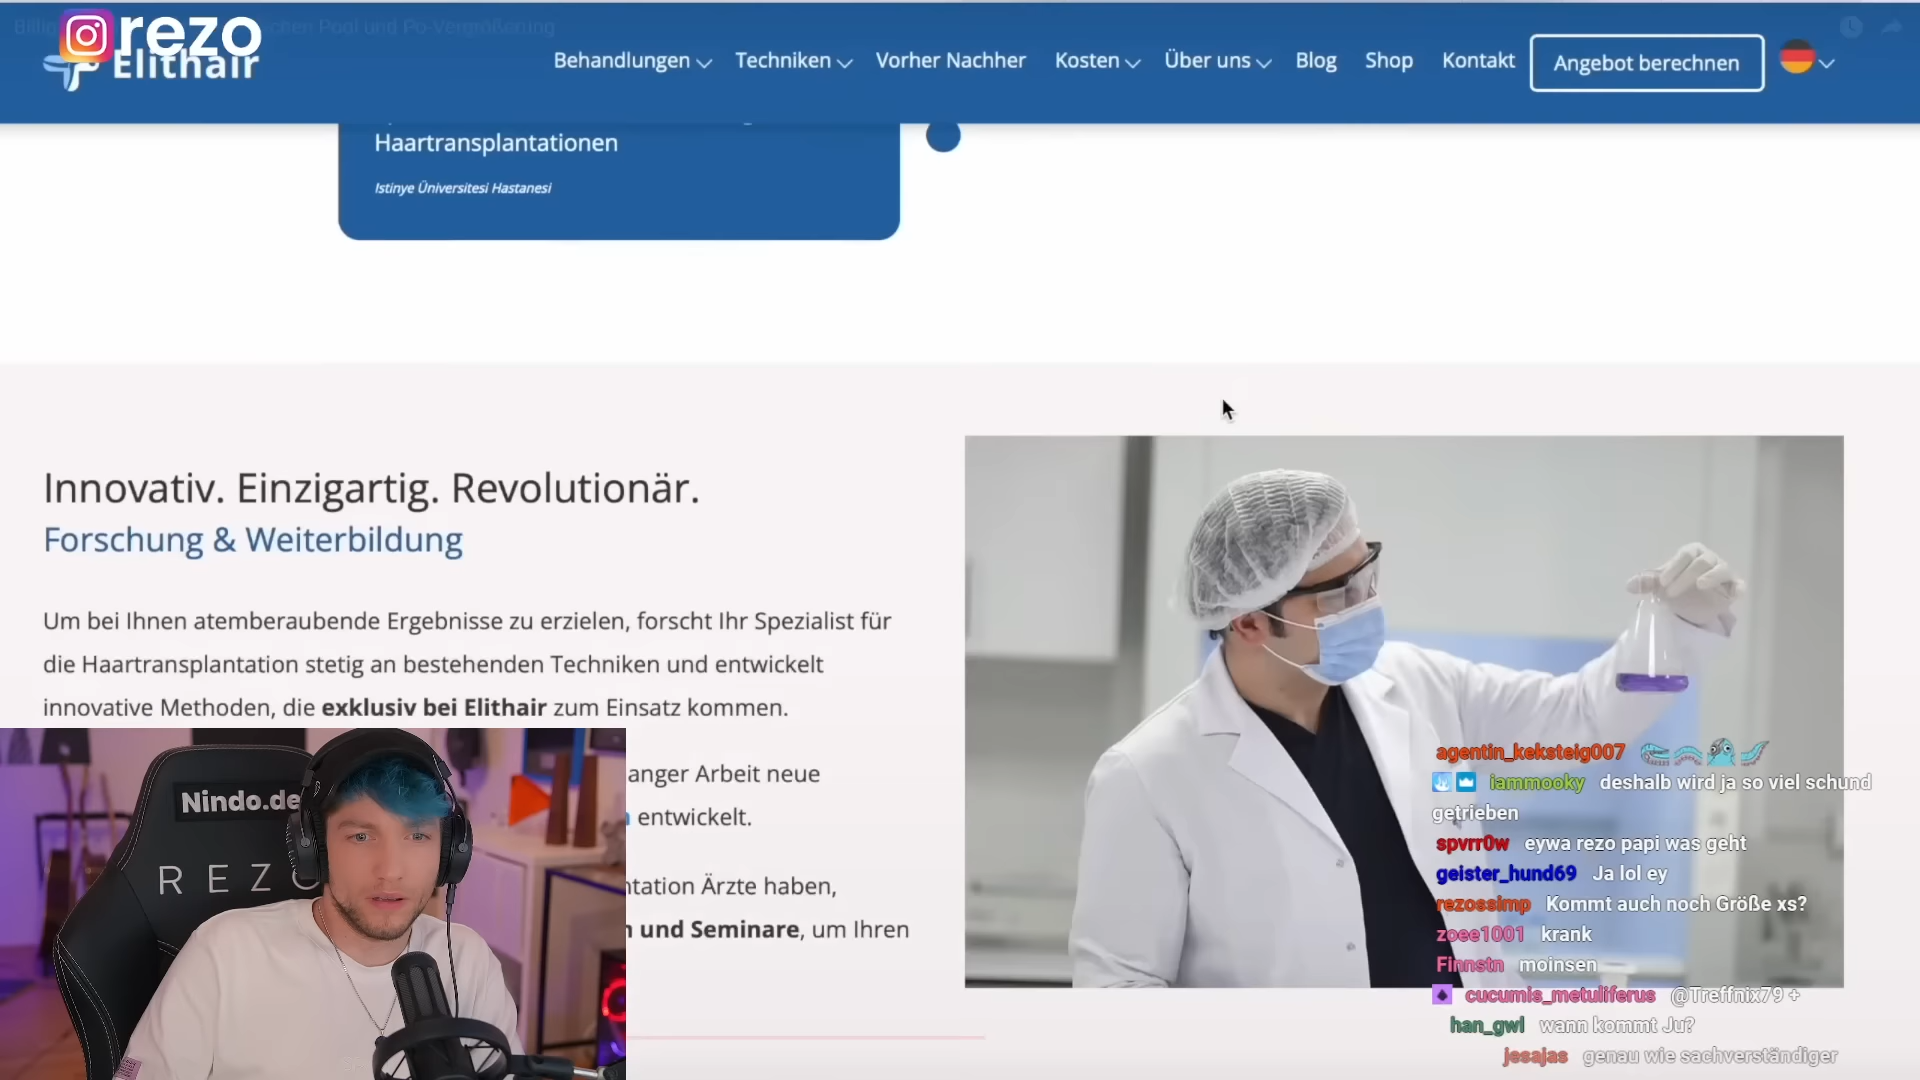 rezo
Elithair
Behandlungen
Techniken
Vorher Nachher
Kosten
Über uns
Blog
Shop
Kontakt
Angebot berechnen
Haartransplantationen
Istinye Üniversitesi Hastanesi
Innovativ. Einzigartig. Revolutionär.
Forschung & Weiterbildung
Um bei Ihnen atemberaubende Ergebnisse zu erzielen, forscht Ihr Spezialist für
die Haartransplantation stetig an bestehenden Techniken und entwickelt
innovative Methoden, die exklusiv bei Elithair zum Einsatz kommen.
anger Arbeit neue
entwickelt.
ntation Ärzte haben,
n und Seminare, um Ihren
Nindo.de
REZO
agentin_keksteig007
iammooky deshalb wird ja so viel schund
getrieben
spvrr0w eywa rezo papi was geht
geister_hund69 Ja lol ey
rezossimp Kommt auch noch Größe xs?
zoee1001 krank
Finnstn moinsen
cucumis_metuliferus @Treffnix79 +
han_gwl wann kommt Ju?
jesajas genau wie sachverständiger